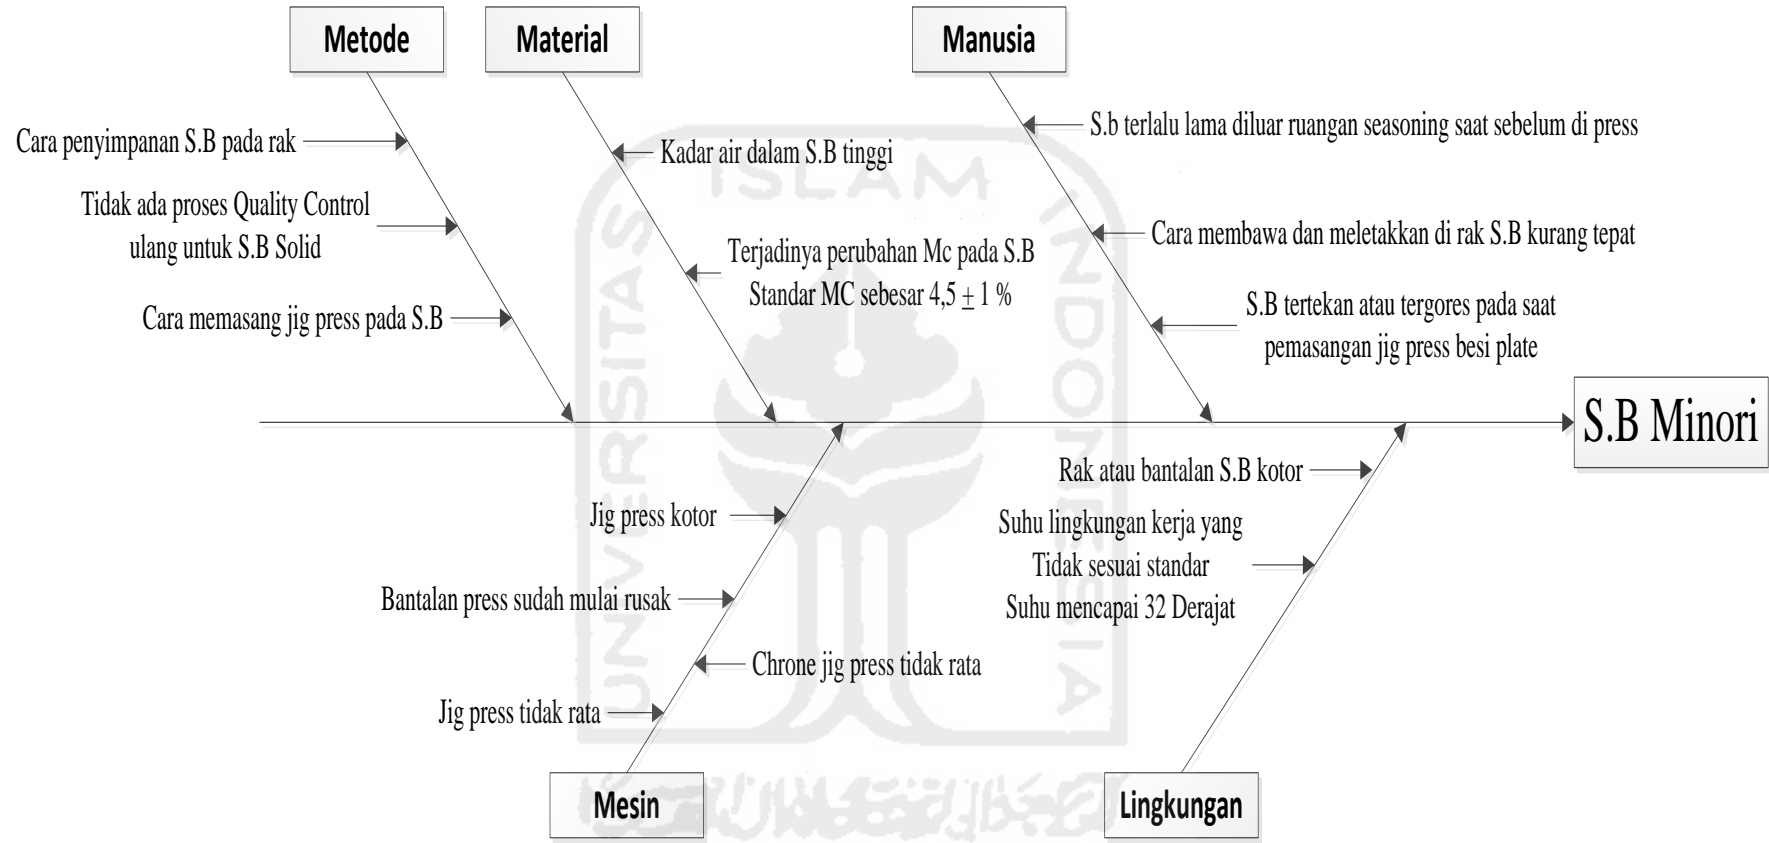 Metode
Material
Manusia
Cara penyimpanan S.B pada rak
Tidak ada proses Quality Control
ulang untuk S.B Solid
Cara memasang jig press pada S.B
Kadar air dalam S.B tinggi
Terjadinya perubahan Mc pada S.B
Standar MC sebesar 4,5 ± 1 %
S.b terlalu lama diluar ruangan seasoning saat sebelum di press
Cara membawa dan meletakkan di rak S.B kurang tepat
S.B tertekan atau tergores pada saat
pemasangan jig press besi plate
S.B Minori
Jig press kotor
Bantalan press sudah mulai rusak
Chrone jig press tidak rata
Jig press tidak rata
Rak atau bantalan S.B kotor
Suhu lingkungan kerja yang
Tidak sesuai standar
Suhu mencapai 32 Derajat
Mesin
Lingkungan
ISLAM
UNIVERSITAS
INDONESIA